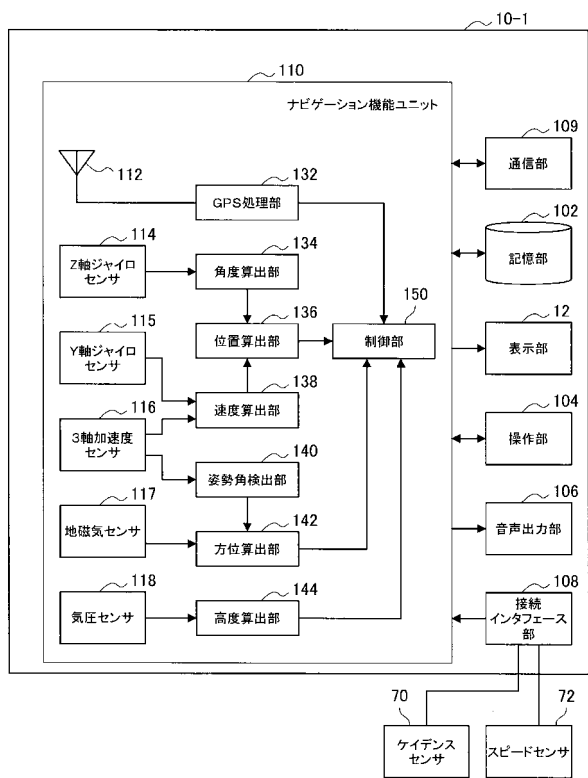 10-1
110
ナビゲーション機能ユニット
112
132
GPS処理部
109
通信部
102
記憶部
114
Z軸ジャイロ
センサ
134
角度算出部
136
位置算出部
150
制御部
12
表示部
115
Y軸ジャイロ
センサ
138
速度算出部
116
3軸加速度
センサ
104
操作部
140
姿勢角検出部
117
地磁気センサ
142
方位算出部
106
音声出力部
118
気圧センサ
144
高度算出部
108
接続
インタフェース
部
70
ケイデンス
センサ
72
スピードセンサ